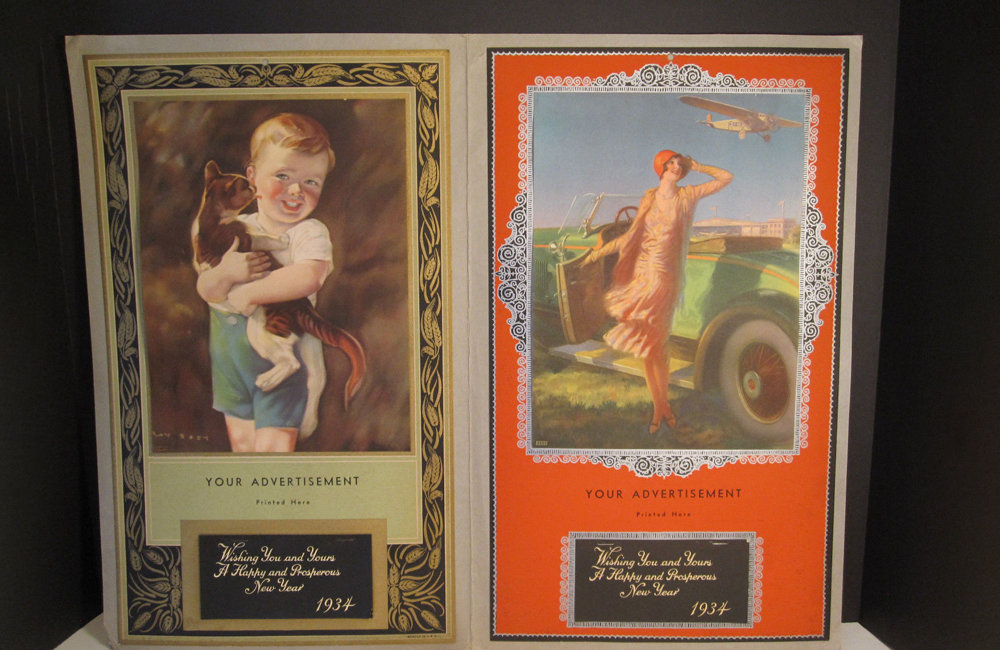 YOUR ADVERTISEMENT
Printed Here
Wishing You and Yours
A Happy and Prosperous
New Year
1934
YOUR ADVERTISEMENT
Printed Here
Wishing You and Yours
A Happy and Prosperous
New Year
1934